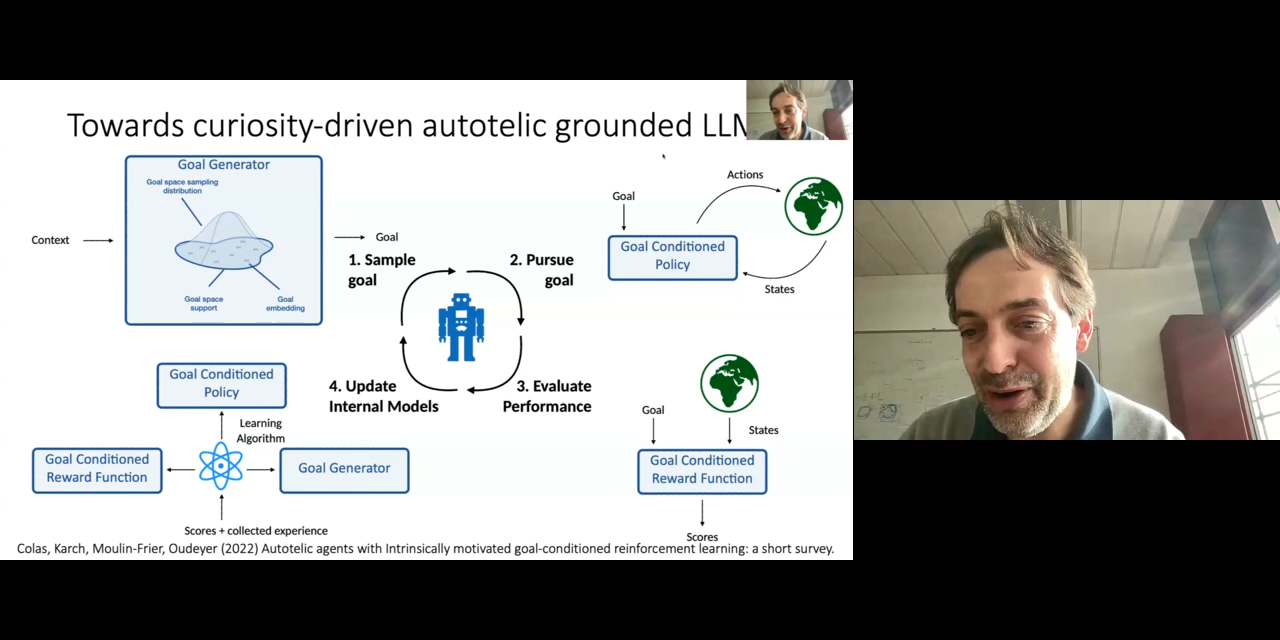 Towards curiosity-driven autotelic grounded LLM
Goal Generator
Goal space sampling
distribution
Context
Goal space
support
Goal
embedding
Goal
1. Sample
goal
2. Pursue
goal
3. Evaluate
Performance
4. Update
Internal Models
Goal
Actions
Goal Conditioned
Policy
States
Goal Conditioned
Policy
Learning
Algorithm
Goal Conditioned
Reward Function
Goal Generator
Scores + collected experience
Goal
States
Goal Conditioned
Reward Function
Scores
Colas, Karch, Moulin-Frier, Oudeyer (2022) Autotelic agents with Intrinsically motivated goal-conditioned reinforcement learning: a short survey.